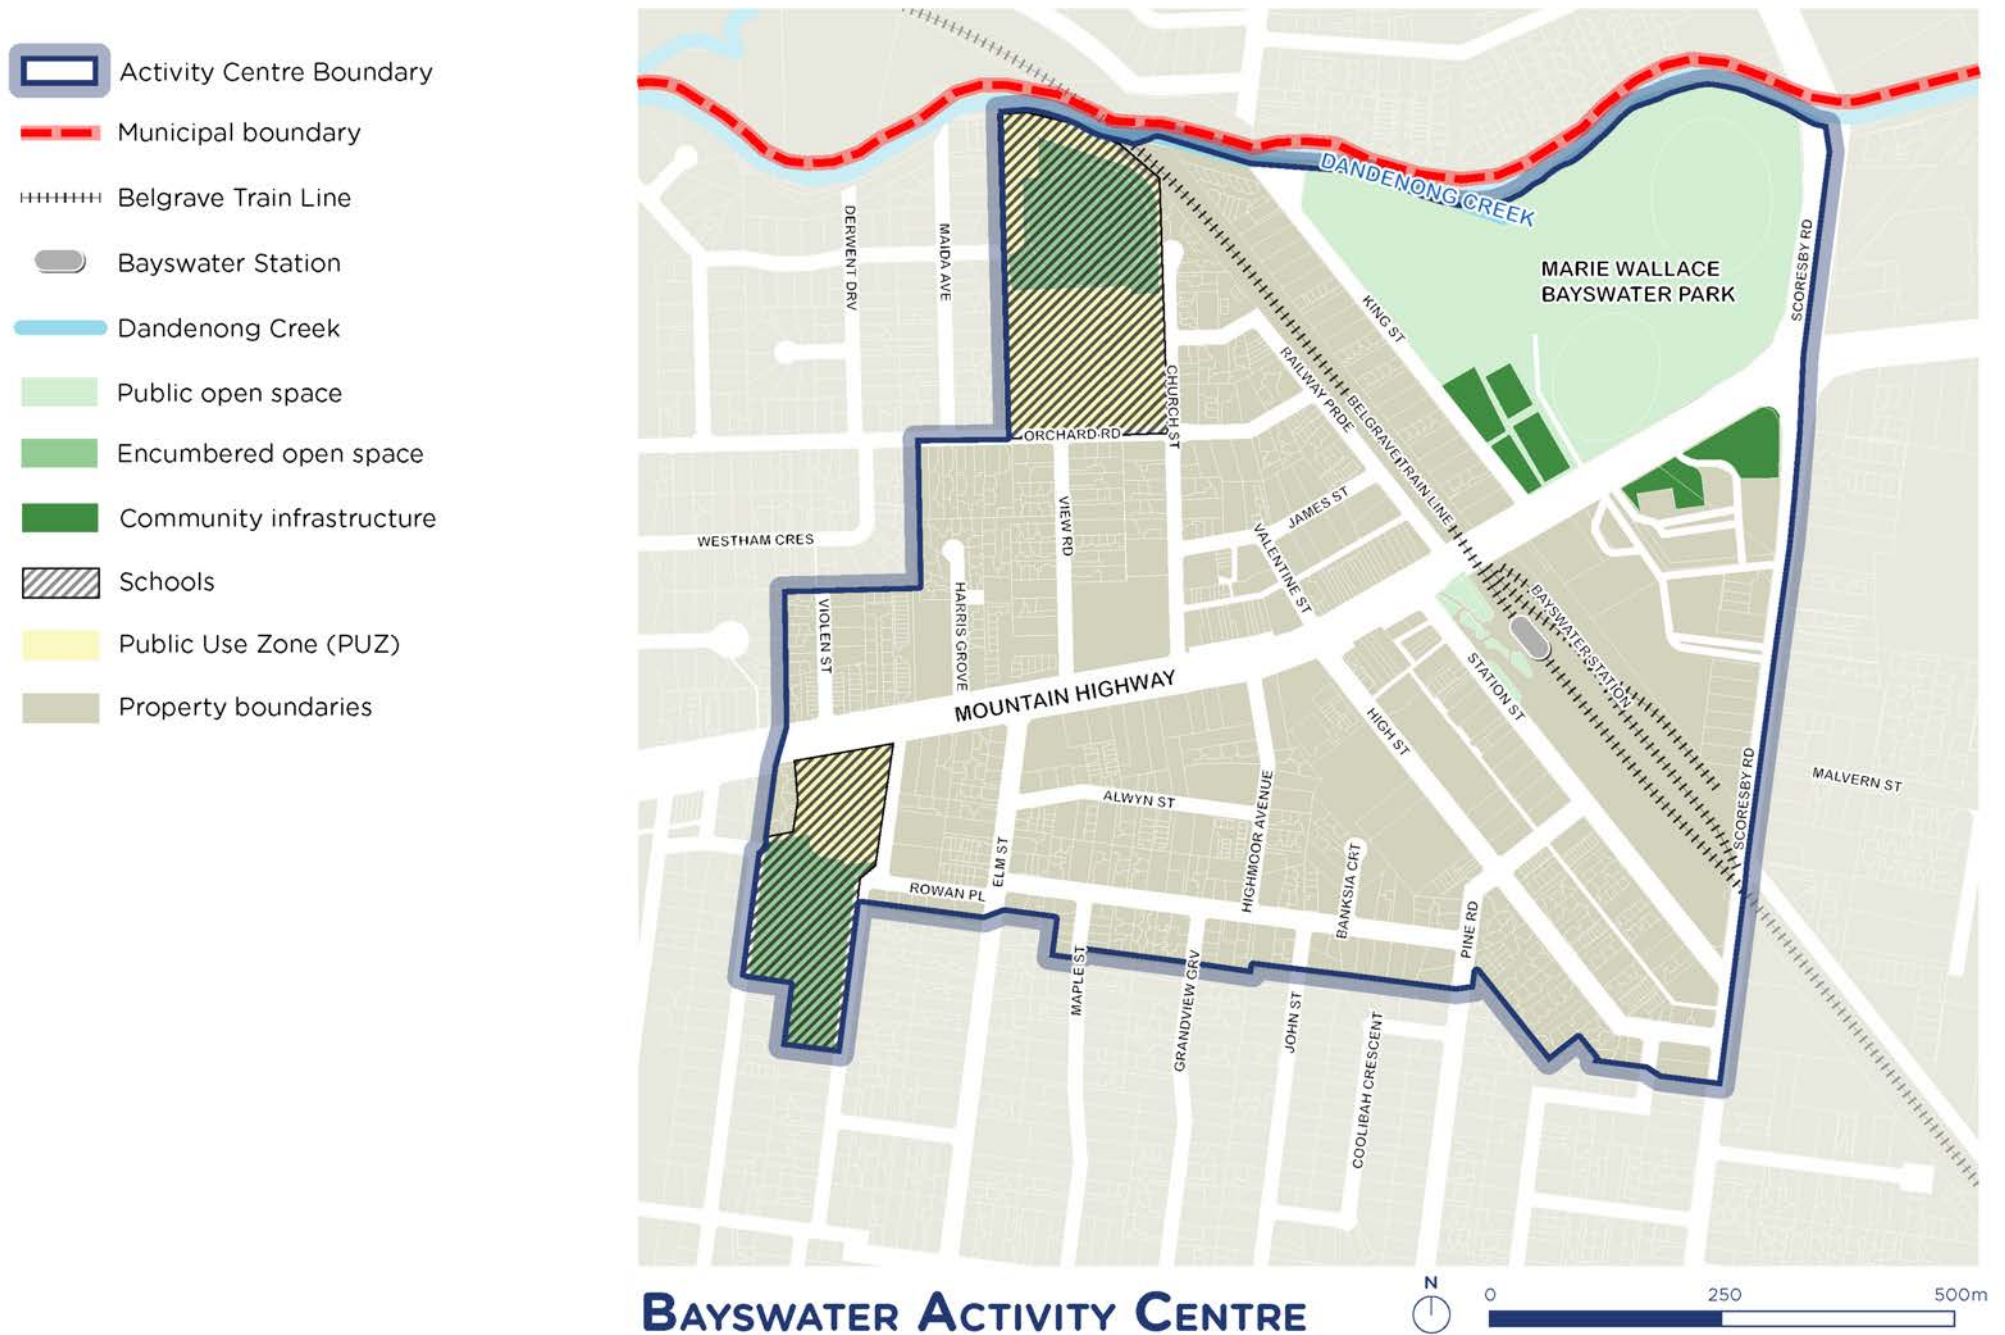 Activity Centre Boundary
Municipal boundary
Belgrave Train Line
Bayswater Station
Dandenong Creek
Public open space
Encumbered open space
Community infrastructure
Schools
Public Use Zone (PUZ)
Property boundaries
DANDENONG CREEK
MARIE WALLACE
BAYSWATER PARK
SCORESBY RD
DERWENT DRV
MAIDA AVE
KING ST
RAILWAY PRDE
BELGRAVE TRAIN LINE
CHURCH ST
ORCHARD RD
VIEW RD
JAMES ST
VALENTINE ST
WESTHAM CRES
HARRIS GROVE
VIOLEN ST
BAYSWATER STATION
STATION ST
MOUNTAIN HIGHWAY
HIGH ST
SCORESBY RD
MALVERN ST
ALWYN ST
HIGHMOOR AVENUE
ELM ST
BANKSIA CRT
ROWAN PL
PINE RD
MAPLE ST
GRANDVIEW GRV
JOHN ST
COOLIBAH CRESCENT
BAYSWATER ACTIVITY CENTRE
N
0 250 500m